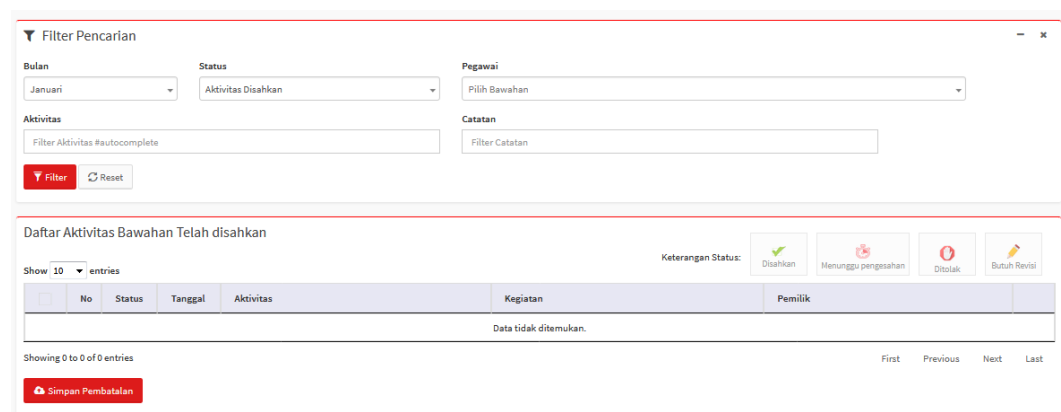 Filter Pencarian
Bulan Status Pegawai
Januari Aktivitas Disahkan Pilih Bawahan
Aktivitas Catatan
Filter Aktivitas #autocomplete Filter Catatan
Filter Reset
Daftar Aktivitas Bawahan Telah disahkan
Keterangan Status: Disahkan Menunggu pengesahan Ditolak Butuh Revisi
Show 10 entries
No Status Tanggal Aktivitas Kegiatan Pemilik
Data tidak ditemukan.
Showing 0 to 0 of 0 entries First Previous Next Last
Simpan Pembatalan